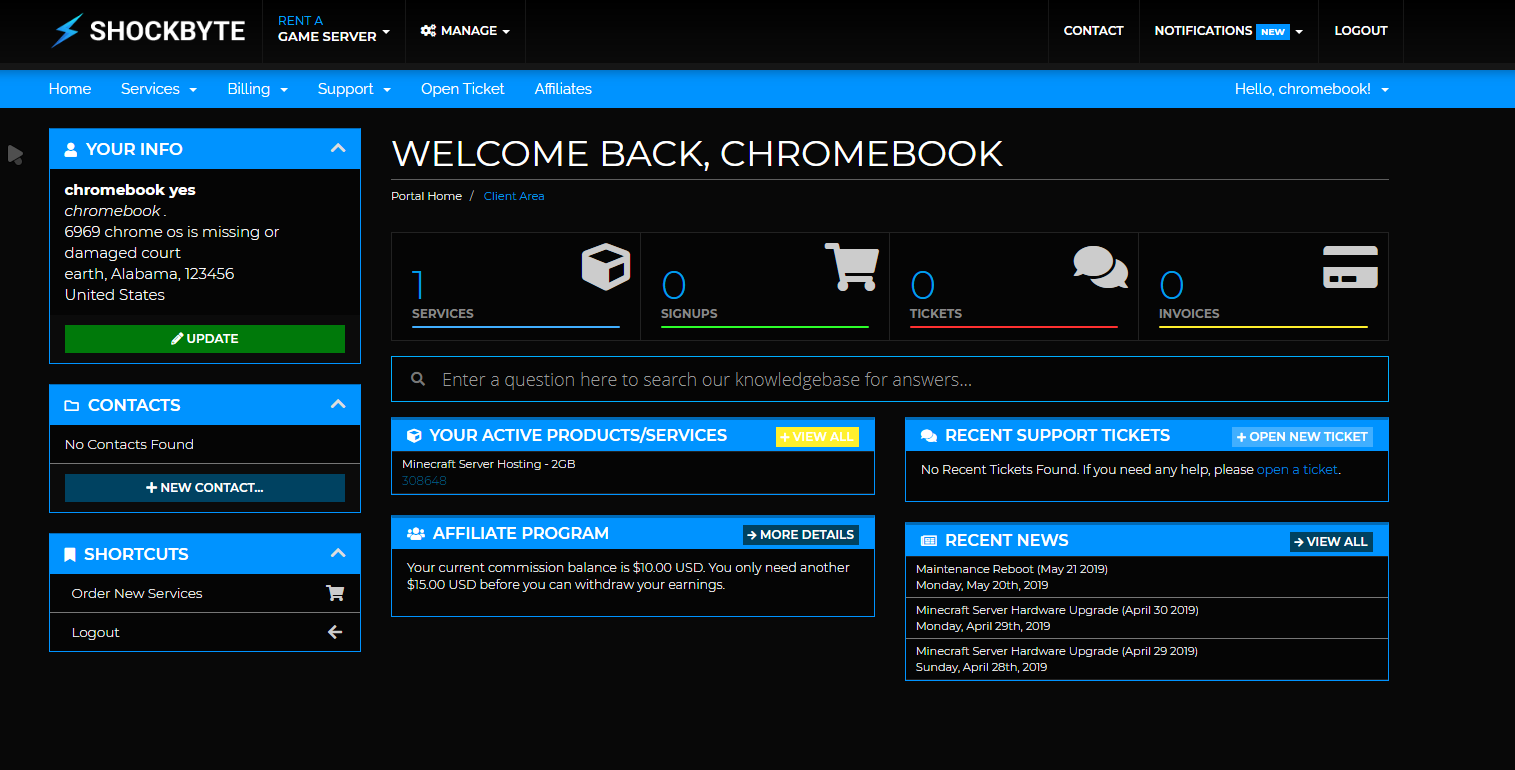 SHOCKBYTE
RENT A
GAME SERVER
MANAGE
CONTACT
NOTIFICATIONS NEW
LOGOUT
Home Services Billing Support Open Ticket Affiliates
Hello, chromebook!
YOUR INFO
chromebook yes
chromebook .
6969 chrome os is missing or
damaged court
earth, Alabama, 123456
United States
UPDATE
CONTACTS
No Contacts Found
+ NEW CONTACT...
SHORTCUTS
Order New Services
Logout
WELCOME BACK, CHROMEBOOK
Portal Home / Client Area
1
SERVICES
0
SIGNUPS
0
TICKETS
0
INVOICES
Enter a question here to search our knowledgebase for answers...
YOUR ACTIVE PRODUCTS/SERVICES
+ VIEW ALL
Minecraft Server Hosting - 2GB
308648
AFFILIATE PROGRAM
MORE DETAILS
Your current commission balance is $10.00 USD. You only need another
$15.00 USD before you can withdraw your earnings.
RECENT SUPPORT TICKETS
+ OPEN NEW TICKET
No Recent Tickets Found. If you need any help, please open a ticket.
RECENT NEWS
VIEW ALL
Maintenance Reboot (May 21 2019)
Monday, May 20th, 2019
Minecraft Server Hardware Upgrade (April 30 2019)
Monday, April 29th, 2019
Minecraft Server Hardware Upgrade (April 29 2019)
Sunday, April 28th, 2019